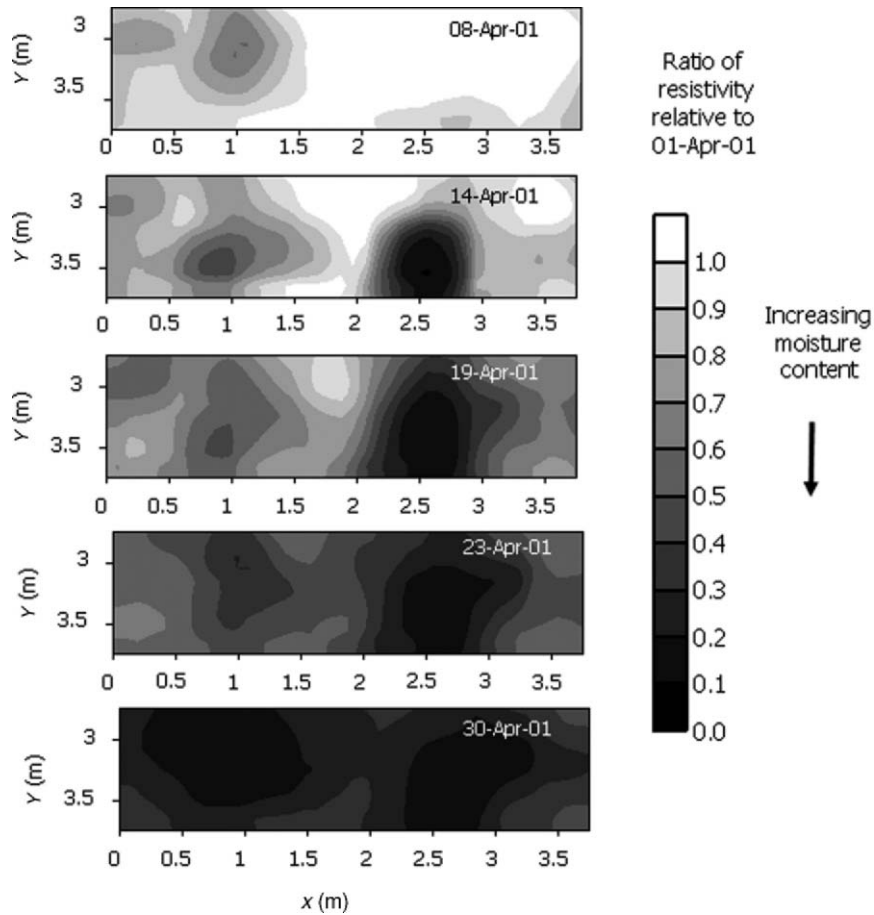 08-Apr-01
Y (m)
3
3.5
0 0.5 1 1.5 2 2.5 3 3.5
14-Apr-01
Y (m)
3
3.5
0 0.5 1 1.5 2 2.5 3 3.5
19-Apr-01
Y (m)
3
3.5
0 0.5 1 1.5 2 2.5 3 3.5
23-Apr-01
Y (m)
3
3.5
0 0.5 1 1.5 2 2.5 3 3.5
30-Apr-01
Y (m)
3
3.5
0 0.5 1 1.5 2 2.5 3 3.5
x (m)
Ratio of
resistivity
relative to
01-Apr-01
1.0
0.9
0.8
0.7
0.6
0.5
0.4
0.3
0.2
0.1
0.0
Increasing
moisture
content